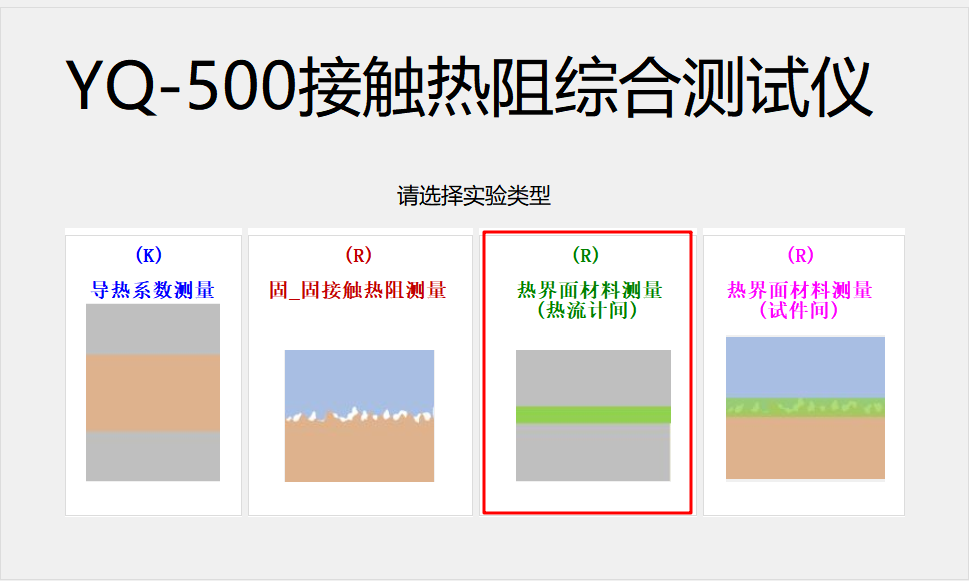 YQ-500接触热阻综合测试仪
请选择实验类型
(K)
导热系数测量
(R)
固_固接触热阻测量
(R)
热界面材料测量
(热流计间)
(R)
热界面材料测量
(试件间)